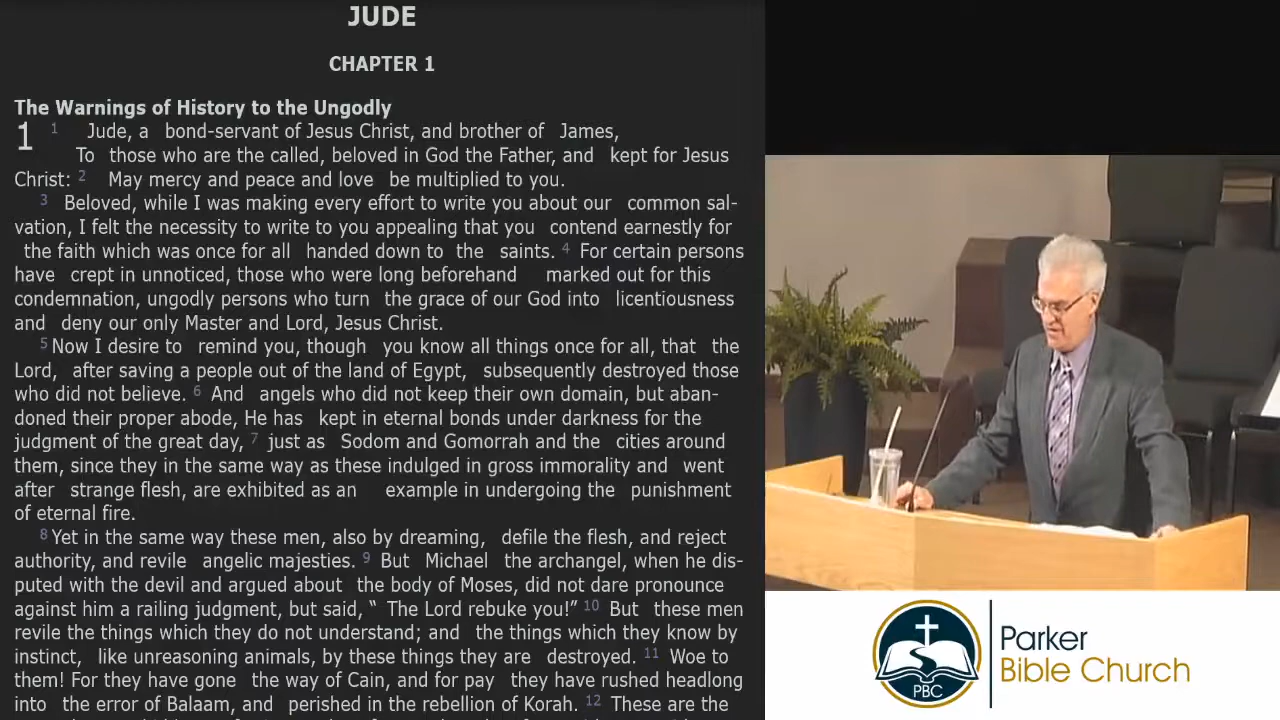 JUDE
CHAPTER 1
The Warnings of History to the Ungodly
1 1 Jude, a bond-servant of Jesus Christ, and brother of James,
To those who are the called, beloved in God the Father, and kept for Jesus
Christ: 2 May mercy and peace and love be multiplied to you.
3 Beloved, while I was making every effort to write you about our common sal-
vation, I felt the necessity to write to you appealing that you contend earnestly for
the faith which was once for all handed down to the saints. 4 For certain persons
have crept in unnoticed, those who were long beforehand marked out for this
condemnation, ungodly persons who turn the grace of our God into licentiousness
and deny our only Master and Lord, Jesus Christ.
5 Now I desire to remind you, though you know all things once for all, that the
Lord, after saving a people out of the land of Egypt, subsequently destroyed those
who did not believe. 6 And angels who did not keep their own domain, but aban-
doned their proper abode, He has kept in eternal bonds under darkness for the
judgment of the great day, 7 just as Sodom and Gomorrah and the cities around
them, since they in the same way as these indulged in gross immorality and went
after strange flesh, are exhibited as an example in undergoing the punishment
of eternal fire.
8 Yet in the same way these men, also by dreaming, defile the flesh, and reject
authority, and revile angelic majesties. 9 But Michael the archangel, when he dis-
puted with the devil and argued about the body of Moses, did not dare pronounce
against him a railing judgment, but said, “ The Lord rebuke you!” 10 But these men
revile the things which they do not understand; and the things which they know by
instinct, like unreasoning animals, by these things they are destroyed. 11 Woe to
them! For they have gone the way of Cain, and for pay they have rushed headlong
into the error of Balaam, and perished in the rebellion of Korah. 12 These are the
PBC
Parker
Bible Church